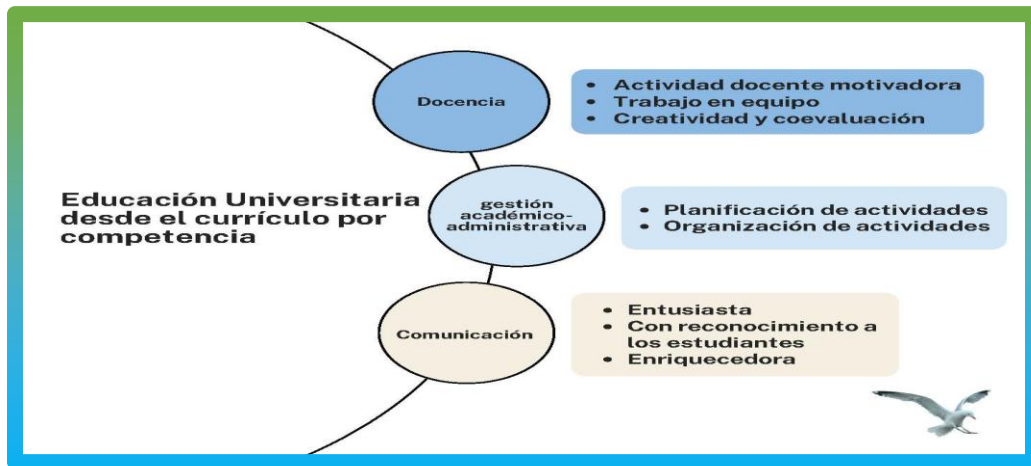 Educación Universitaria
desde el currículo por
competencia
Docencia
• Actividad docente motivadora
• Trabajo en equipo
• Creatividad y coevaluación
gestión
académico-
administrativa
• Planificación de actividades
• Organización de actividades
Comunicación
• Entusiasta
• Con reconocimiento a
los estudiantes
• Enriquecedora